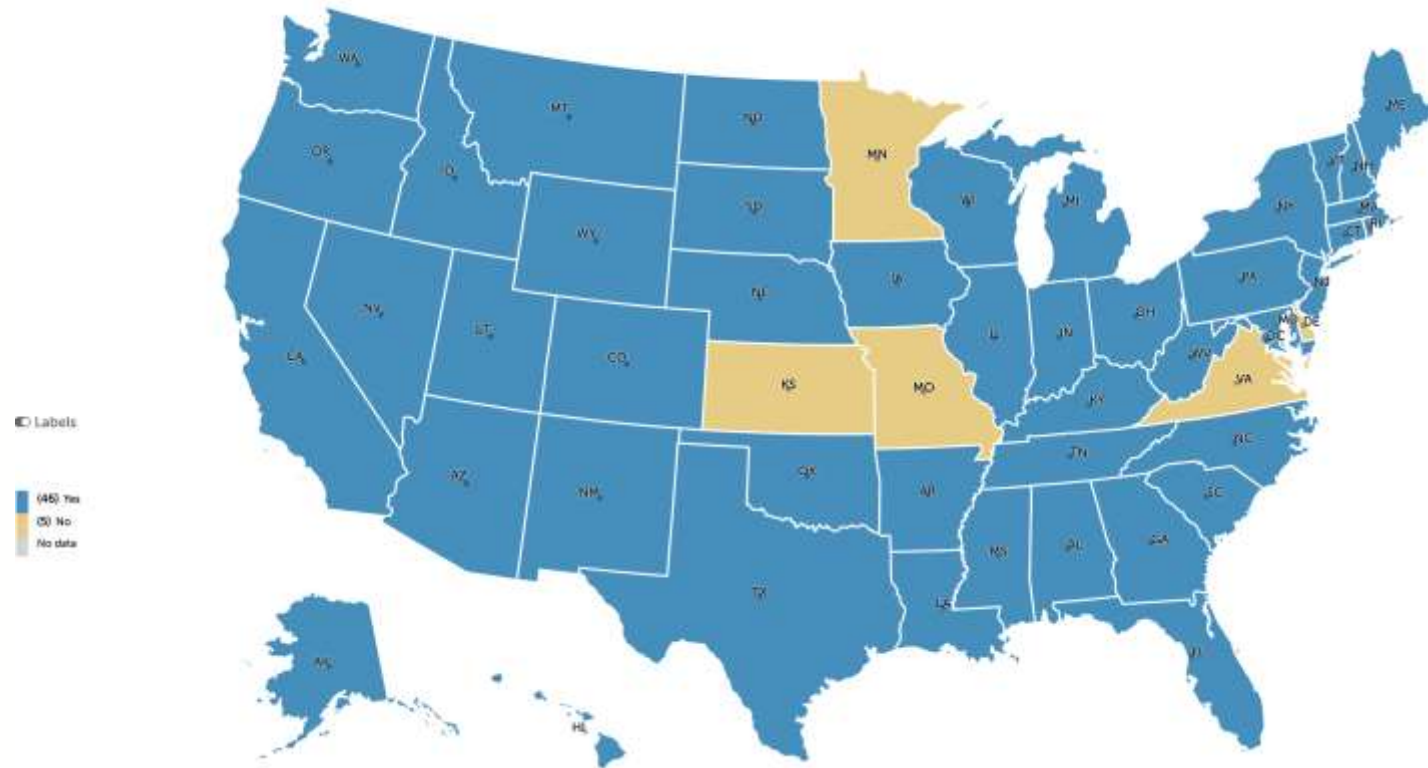 WA
MT
ND
MN
ME
OR
ID
SD
WI
MI
VT
NH
NY
MA
RI
CT
WY
IA
NE
PA
NJ
NV
UT
CO
IL
IN
OH
MD
DE
DC
WV
CA
KS
MO
KY
VA
Labels
NC
TN
AZ
NM
OK
AR
SC
(46) Yes
(5) No
No data
MS
AL
GA
TX
LA
AK
FL
HI